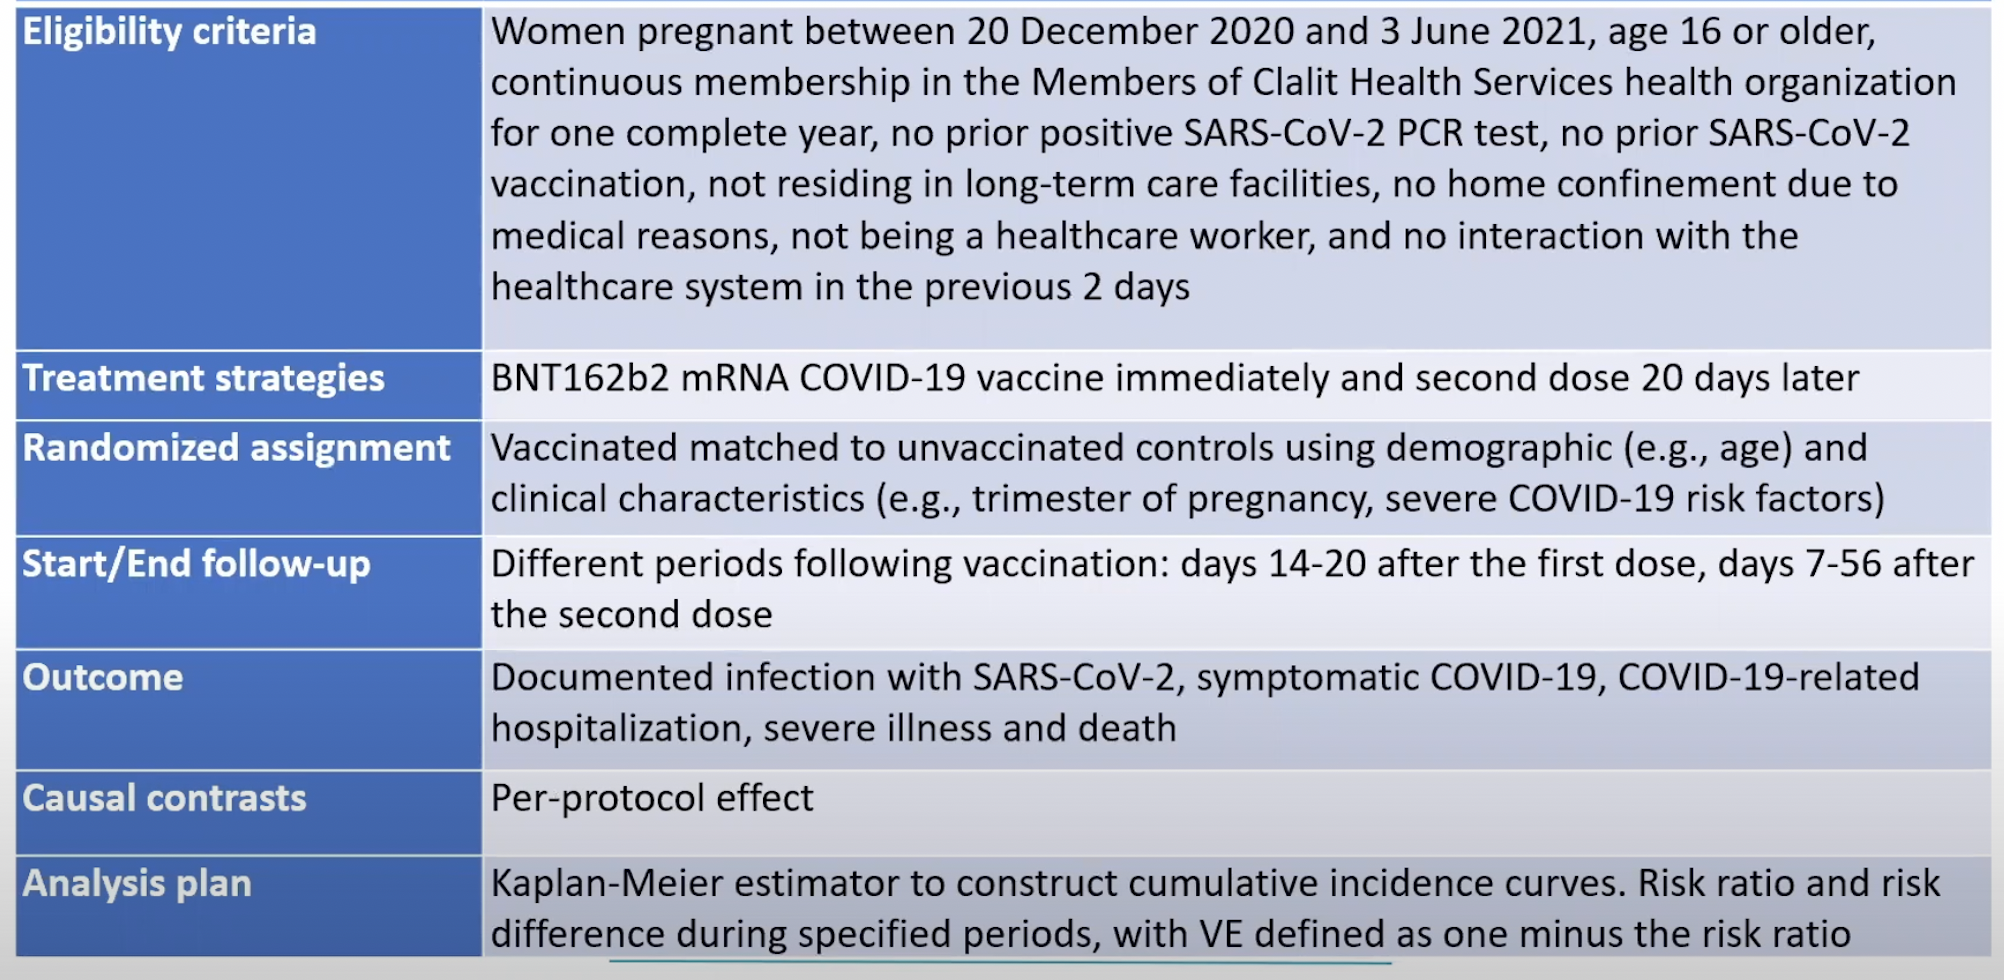 Eligibility criteria
Women pregnant between 20 December 2020 and 3 June 2021, age 16 or older,
continuous membership in the Members of Clalit Health Services health organization
for one complete year, no prior positive SARS-CoV-2 PCR test, no prior SARS-CoV-2
vaccination, not residing in long-term care facilities, no home confinement due to
medical reasons, not being a healthcare worker, and no interaction with the
healthcare system in the previous 2 days
Treatment strategies
BNT162b2 mRNA COVID-19 vaccine immediately and second dose 20 days later
Randomized assignment
Vaccinated matched to unvaccinated controls using demographic (e.g., age) and
clinical characteristics (e.g., trimester of pregnancy, severe COVID-19 risk factors)
Start/End follow-up
Different periods following vaccination: days 14-20 after the first dose, days 7-56 after
the second dose
Outcome
Documented infection with SARS-CoV-2, symptomatic COVID-19, COVID-19-related
hospitalization, severe illness and death
Causal contrasts
Per-protocol effect
Analysis plan
Kaplan-Meier estimator to construct cumulative incidence curves. Risk ratio and risk
difference during specified periods, with VE defined as one minus the risk ratio